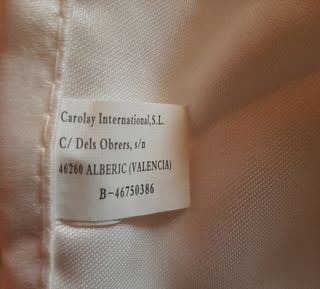 Carolay International,S.L.
C/ Dels Obrers, s/n
46260 ALBERIC (VALENCIA)
B-46750386